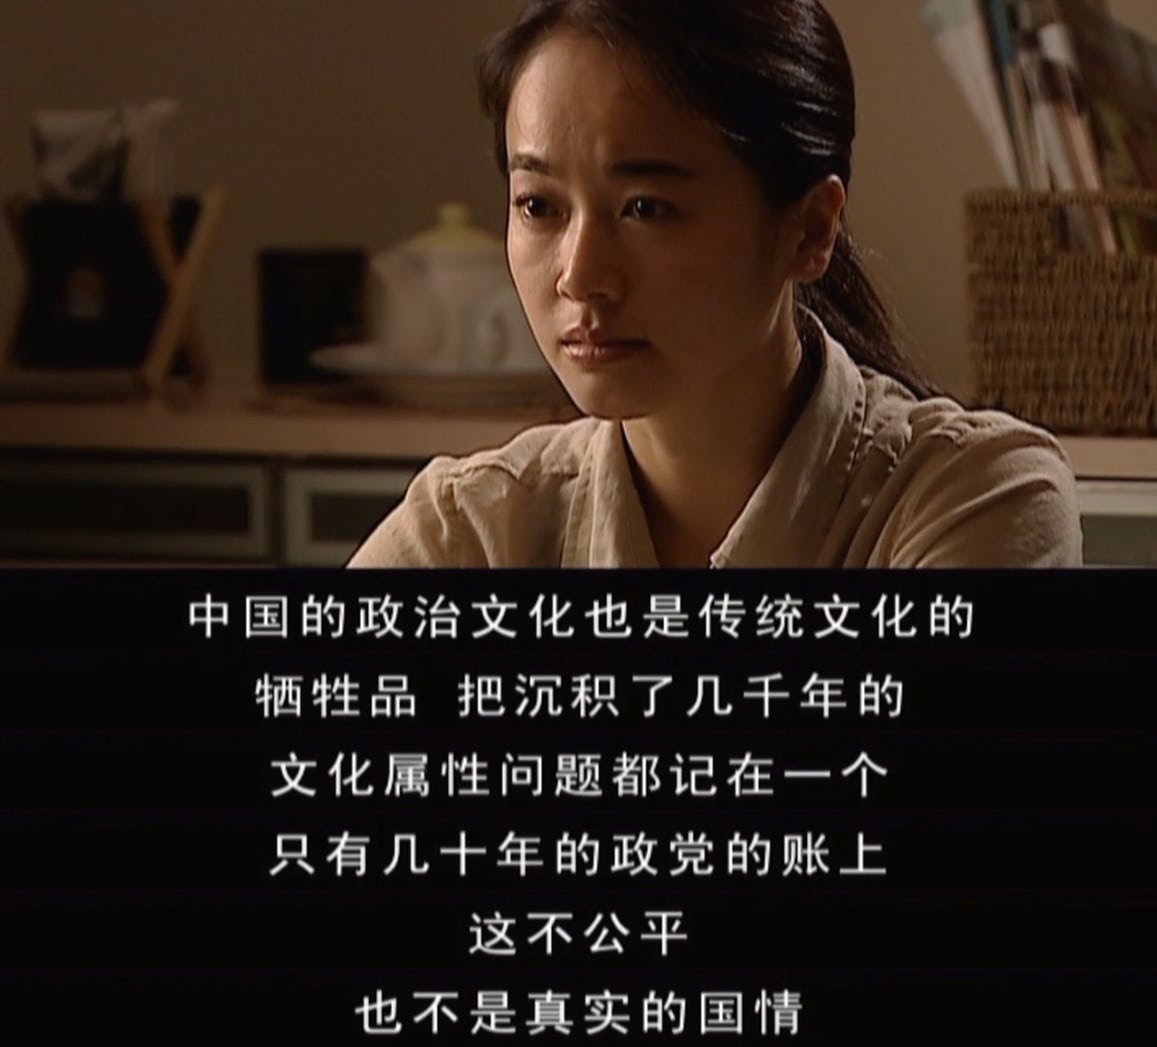 中国的政治文化也是传统文化的
牺牲品 把沉积了几千年的
文化属性问题都记在一个
只有几十年的政党的账上
这不公平
也不是真实的国情